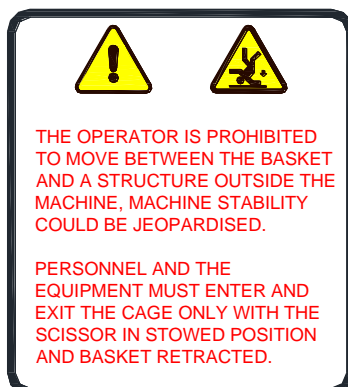 THE OPERATOR IS PROHIBITED
TO MOVE BETWEEN THE BASKET
AND A STRUCTURE OUTSIDE THE
MACHINE, MACHINE STABILITY
COULD BE JEOPARDISED.
PERSONNEL AND THE
EQUIPMENT MUST ENTER AND
EXIT THE CAGE ONLY WITH THE
SCISSOR IN STOWED POSITION
AND BASKET RETRACTED.